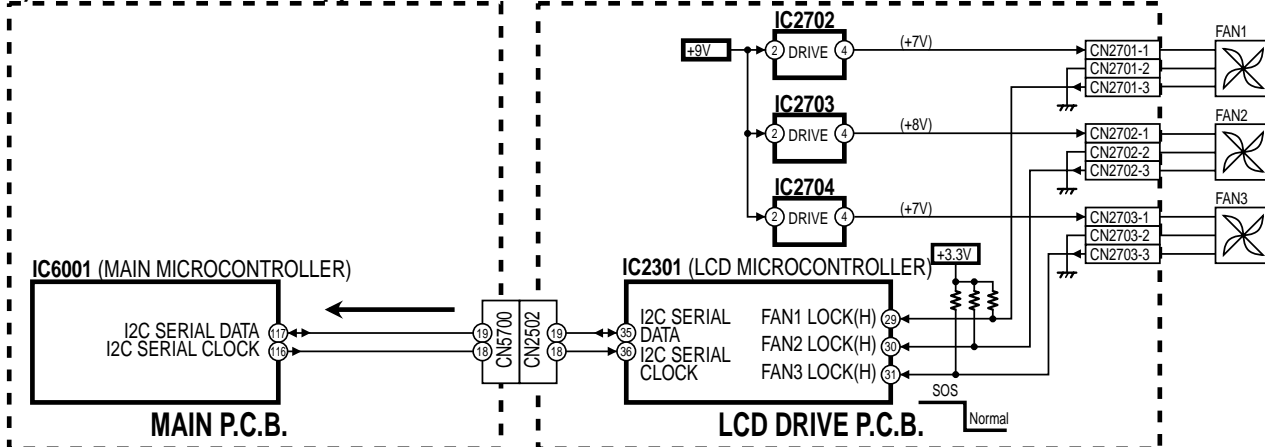 IC2702
+9V
2 DRIVE 4
(+7V)
CN2701-1
CN2701-2
CN2701-3
FAN1
IC2703
2 DRIVE 4
(+8V)
CN2702-1
CN2702-2
CN2702-3
FAN2
IC2704
2 DRIVE 4
(+7V)
CN2703-1
CN2703-2
CN2703-3
FAN3
+3.3V
IC6001 (MAIN MICROCONTROLLER)
I2C SERIAL DATA 117
I2C SERIAL CLOCK 116
19
18
CN5700
CN2502
19
18
IC2301 (LCD MICROCONTROLLER)
35 I2C SERIAL
DATA
36 I2C SERIAL
CLOCK
FAN1 LOCK(H) 29
FAN2 LOCK(H) 30
FAN3 LOCK(H) 31
SOS
Normal
MAIN P.C.B.
LCD DRIVE P.C.B.